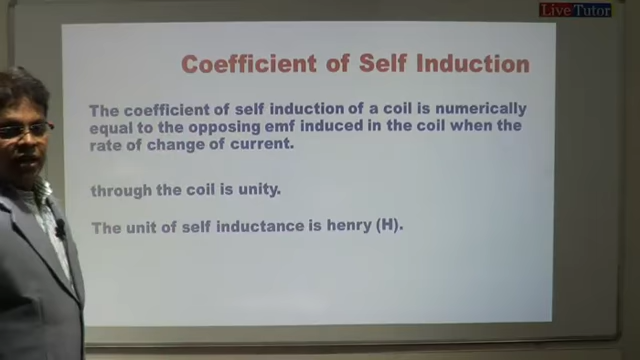 Live Tutor
Coefficient of Self Induction
The coefficient of self induction of a coil is numerically
equal to the opposing emf induced in the coil when the
rate of change of current.
through the coil is unity.
The unit of self inductance is henry (H).